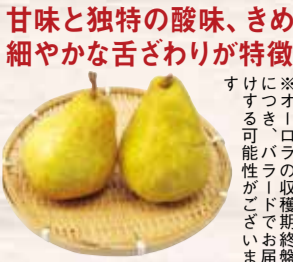 甘味と独特の酸味、きめ
細やかな舌ざわりが特徴
※オーロラの収穫期終盤
につき、バラードでお届
けする可能性がございま
す